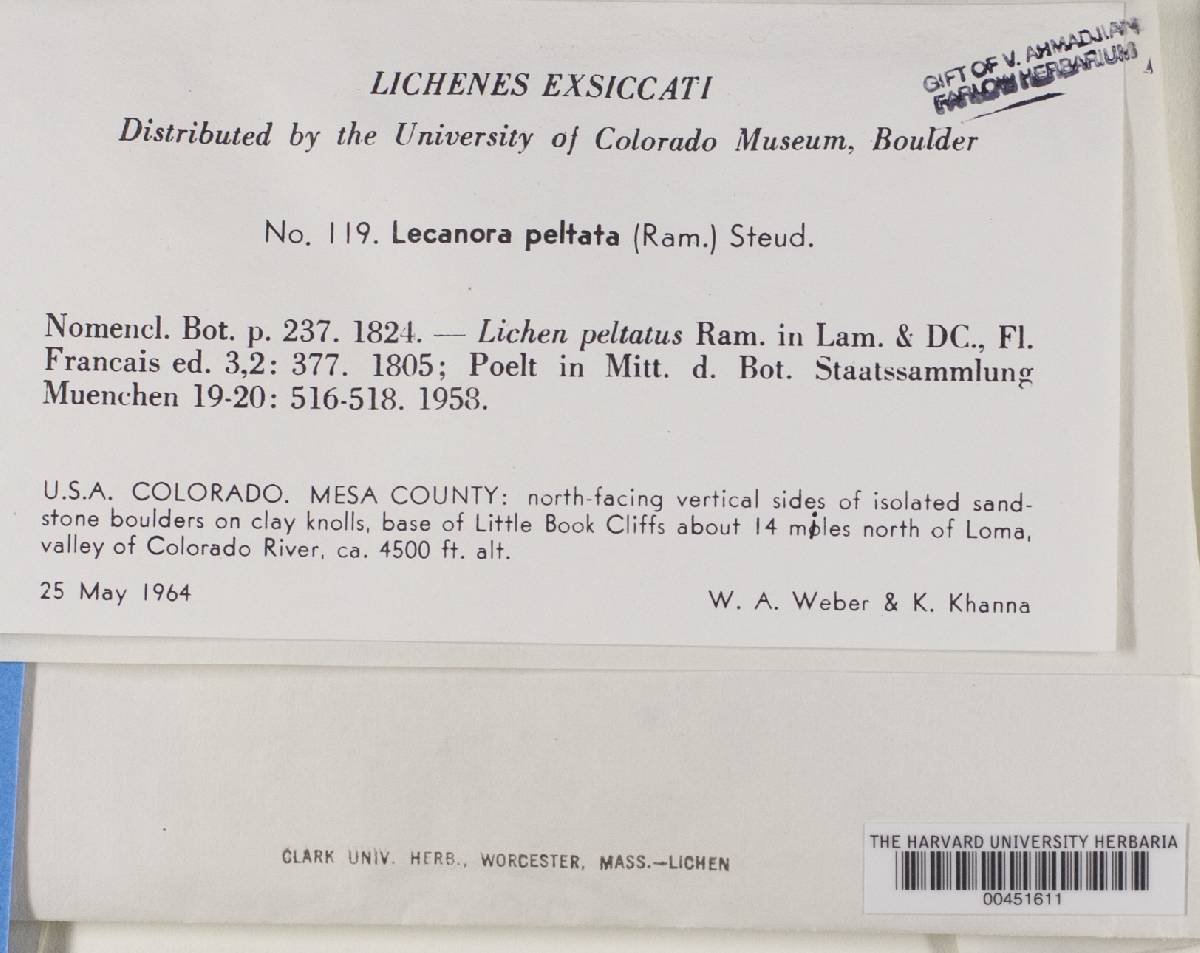 GIFT OF V. AHMADJIAN
FARLOW HERBARIUM
LICHENES EXSICCATI
Distributed by the University of Colorado Museum, Boulder
No. 119. Lecanora peltata (Ram.) Steud.
Nomencl. Bot. p. 237. 1824. — Lichen peltatus Ram. in Lam. & DC., Fl.
Francais ed. 3,2: 377. 1805; Poelt in Mitt. d. Bot. Staatssammlung
Muenchen 19-20: 516-518. 1958.
U.S.A. COLORADO. MESA COUNTY: north-facing vertical sides of isolated sand-
stone boulders on clay knolls, base of Little Book Cliffs about 14 miles north of Loma,
valley of Colorado River, ca. 4500 ft. alt.
25 May 1964
W. A. Weber & K. Khanna
CLARK UNIV. HERB., WORCESTER, MASS.—LICHEN
THE HARVARD UNIVERSITY HERBARIA
00451611